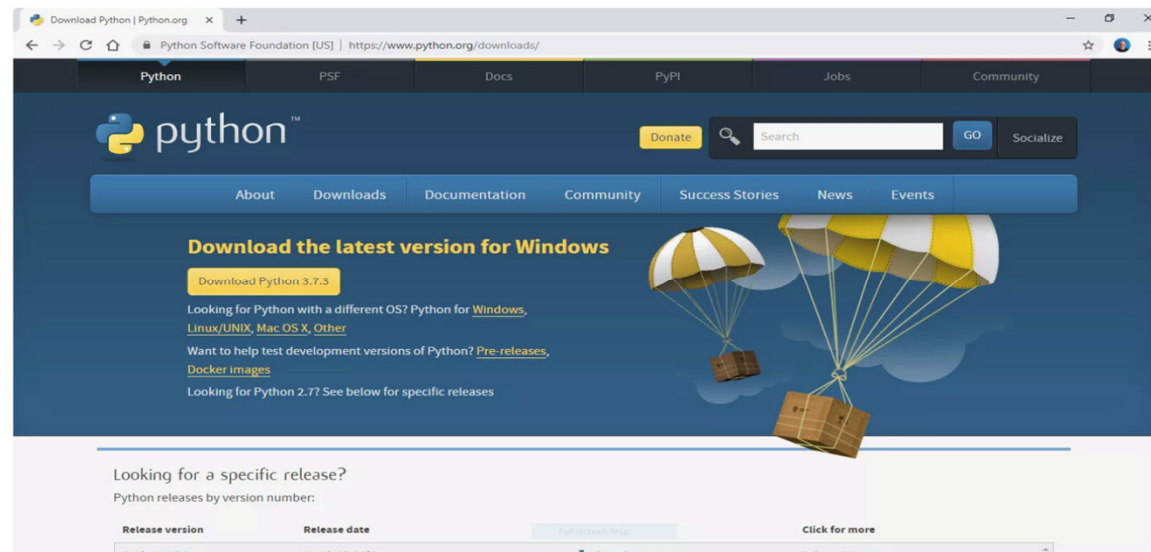 Download Python | Python.org
Python Software Foundation [US] | https://www.python.org/downloads/
Python PSF Docs PyPI Jobs Community
python™
Donate Search GO Socialize
About Downloads Documentation Community Success Stories News Events
Download the latest version for Windows
Download Python 3.7.3
Looking for Python with a different OS? Python for Windows,
Linux/UNIX, Mac OS X, Other
Want to help test development versions of Python? Pre-releases,
Docker images
Looking for Python 2.7? See below for specific releases
Looking for a specific release?
Python releases by version number:
Release version Release date Full-screen Snip Click for more